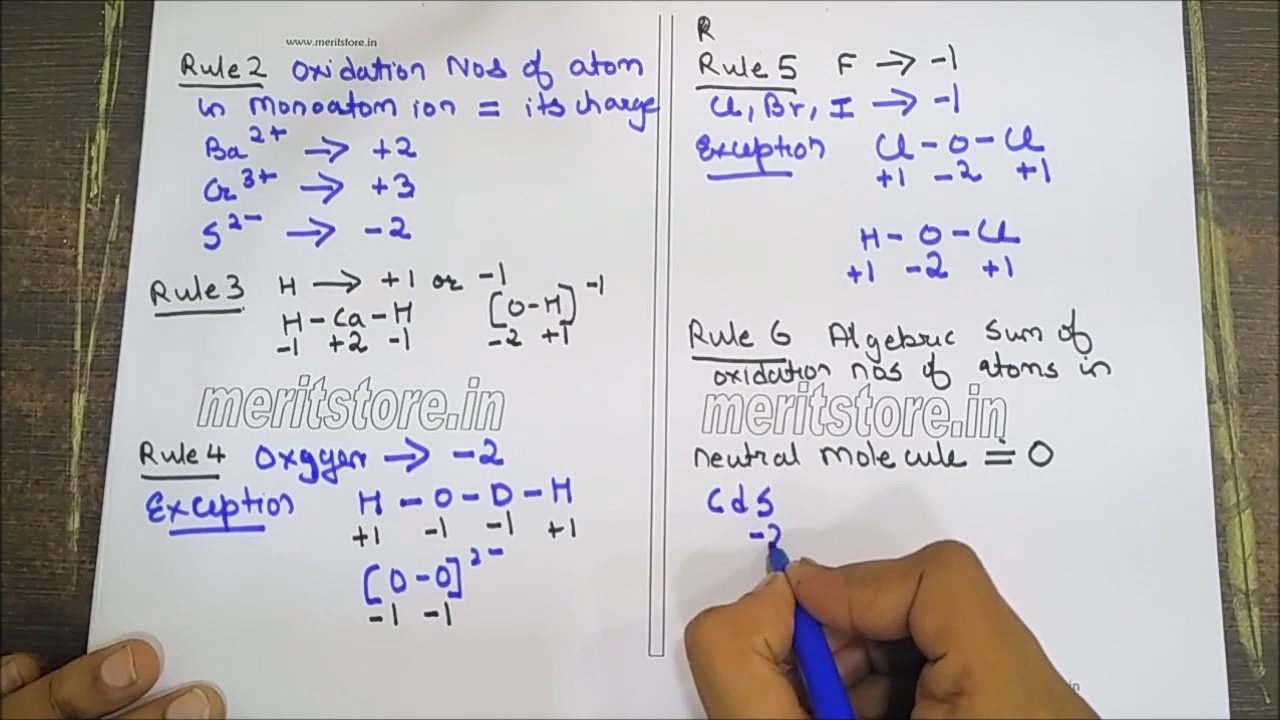 www.meritstore.in
Rule 2 Oxidation Nos of atom
in monoatom ion = its charge
Ba2+ → +2
Cr3+ → +3
S2- → -2
Rule 3 H → +1 or -1
H - Ca - H [O-H]-1
-1 +2 -1 -2 +1
meritstore.in
Rule 4 Oxygen → -2
Exception H - O - O - H
+1 -1 -1 +1
[O - O]2-
-1 -1
R
Rule 5 F → -1
Cl, Br, I → -1
Exception Cl - O - Cl
+1 -2 +1
H - O - Cl
+1 -2 +1
Rule 6 Algebric Sum of
oxidation nos of atoms in
meritstore.in
neutral molecule = 0
CdS
-2
in